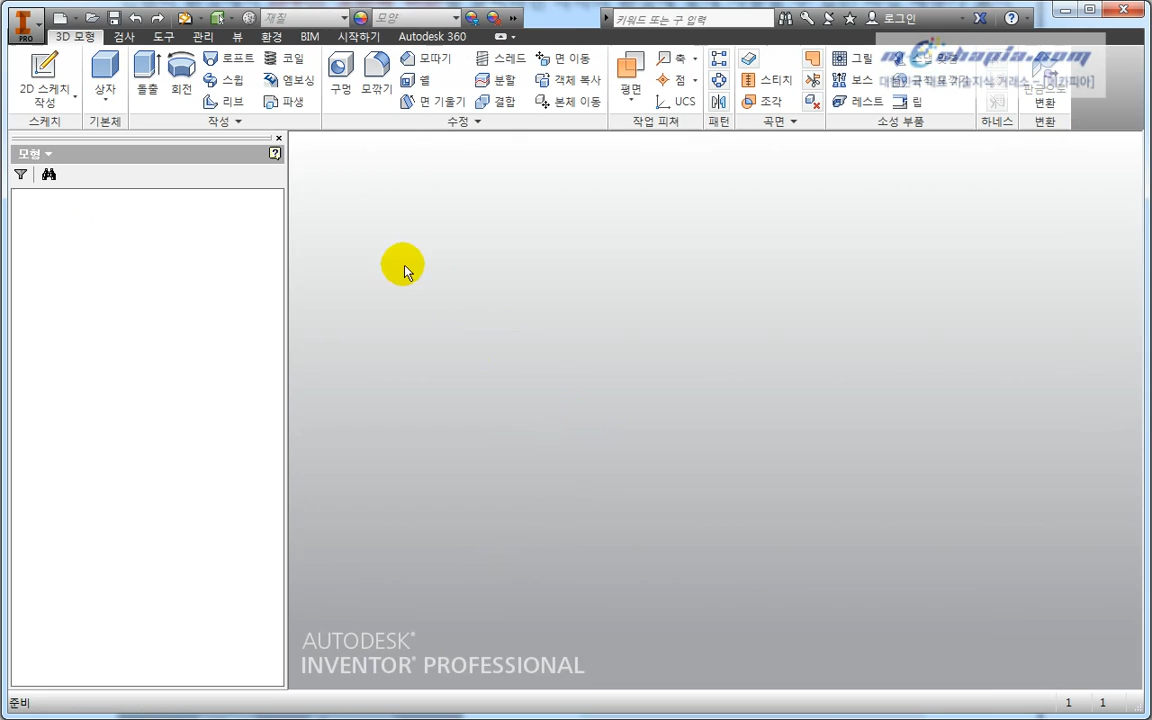 PRO
재질
모양
키워드 또는 구 입력
로그인
3D 모형 검사 도구 관리 뷰 환경 BIM 시작하기 Autodesk 360
2D 스케치 작성
상자
돌출
회전
로프트
스윕
리브
코일
엠보싱
파생
구멍
모깎기
모따기
쉘
면 기울기
스레드
분할
결합
면 이동
객체 복사
본체 이동
평면
축
점
UCS
스티치
조각
그릴
보스
레스트
립
변환
스케치
기본체
작성
수정
작업 피쳐
패턴
곡면
소성 부품
하네스
변환
모형
AUTODESK®
INVENTOR® PROFESSIONAL
준비
1 1